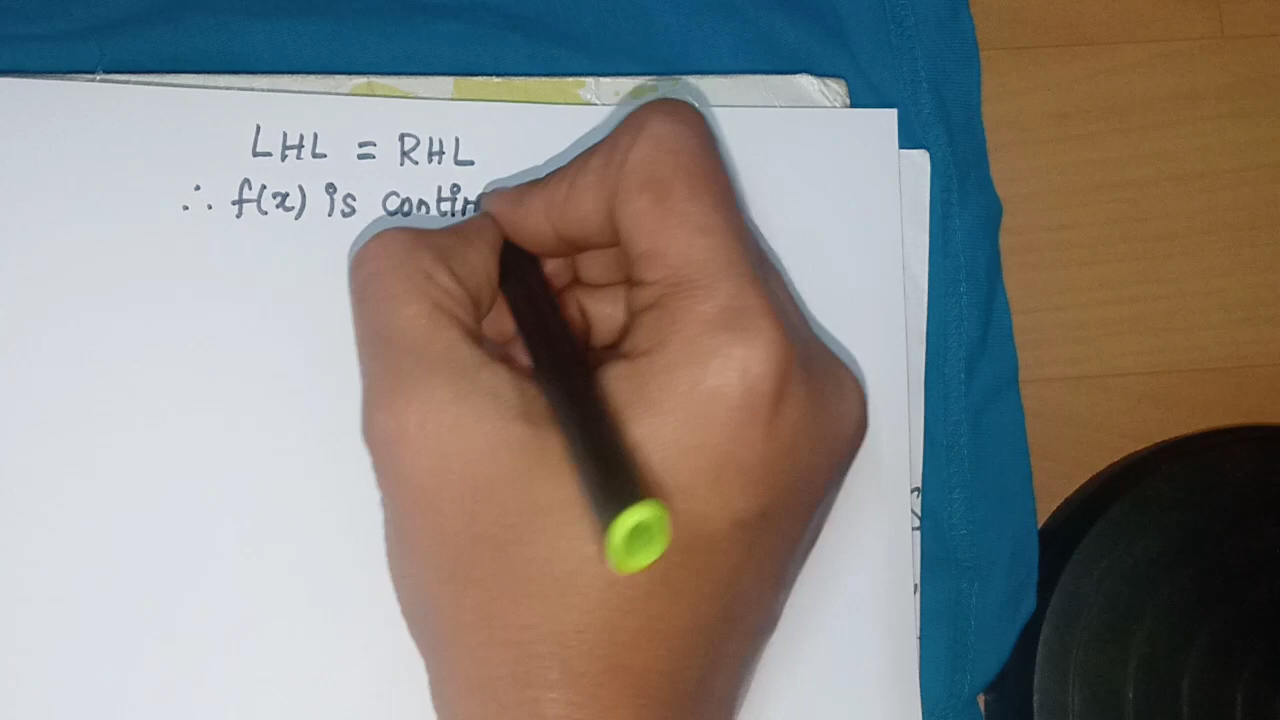 LHL = RHL
∴ f(x) is contin